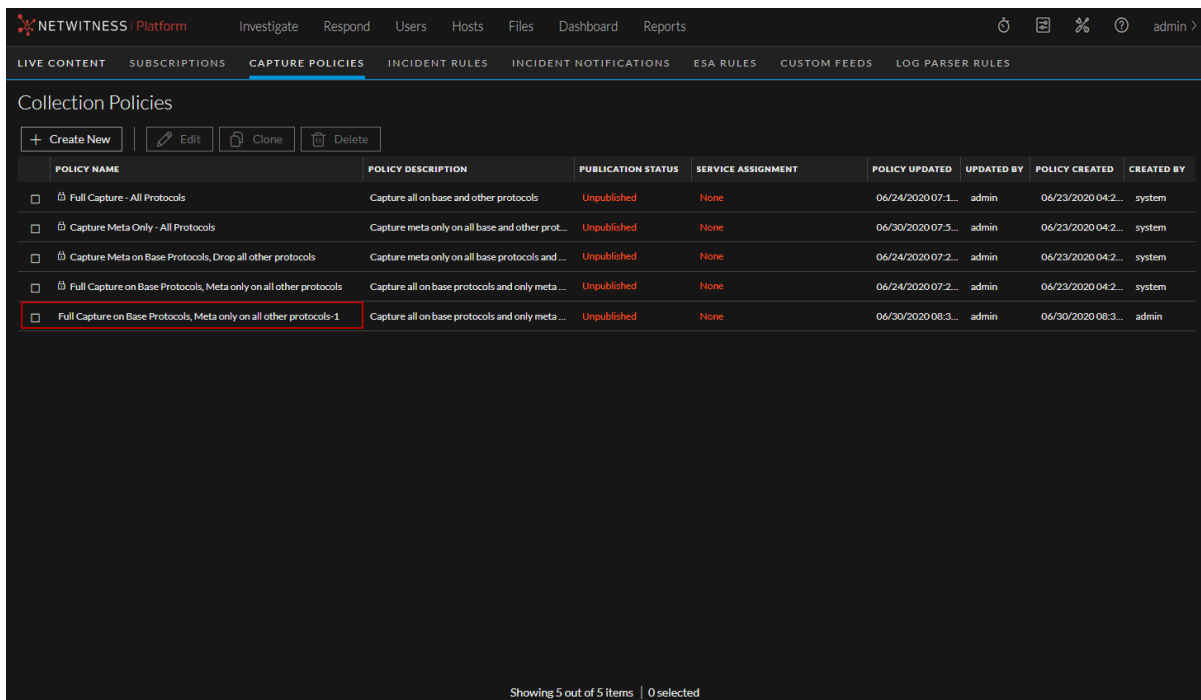 NETWITNESS Platform Investigate Respond Users Hosts Files Dashboard Reports admin >
LIVE CONTENT SUBSCRIPTIONS CAPTURE POLICIES INCIDENT RULES INCIDENT NOTIFICATIONS ESA RULES CUSTOM FEEDS LOG PARSER RULES
Collection Policies
+ Create New Edit Clone Delete
POLICY NAME POLICY DESCRIPTION PUBLICATION STATUS SERVICE ASSIGNMENT POLICY UPDATED UPDATED BY POLICY CREATED CREATED BY
Full Capture - All Protocols Capture all on base and other protocols Unpublished None 06/24/2020 07:1... admin 06/23/2020 04:2... system
Capture Meta Only - All Protocols Capture meta only on all base and other prot... Unpublished None 06/30/2020 07:5... admin 06/23/2020 04:2... system
Capture Meta on Base Protocols, Drop all other protocols Capture meta only on all base protocols and ... Unpublished None 06/24/2020 07:2... admin 06/23/2020 04:2... system
Full Capture on Base Protocols, Meta only on all other protocols Capture all on base protocols and only meta ... Unpublished None 06/24/2020 07:2... admin 06/23/2020 04:2... system
Full Capture on Base Protocols, Meta only on all other protocols-1 Capture all on base protocols and only meta ... Unpublished None 06/30/2020 08:3... admin 06/30/2020 08:3... admin
Showing 5 out of 5 items | 0 selected